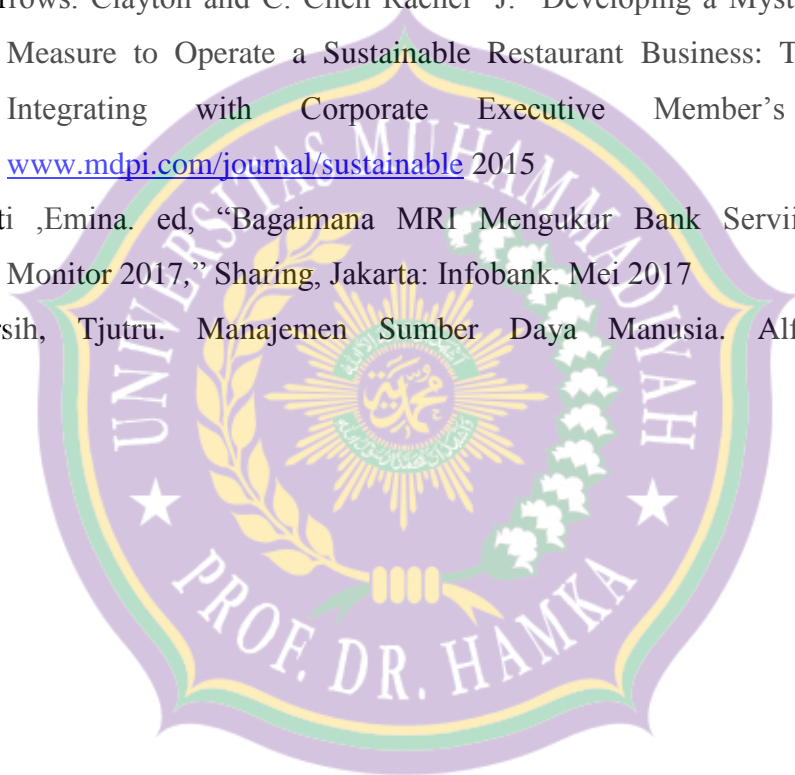 rrows. Clayton and C. Chen Rachel "J. "Developing a Myst
Measure to Operate a Sustainable Restaurant Business: T
Integrating with Corporate Executive Member’s
www.mdpi.com/journal/sustainable 2015
ti ,Emina. ed, “Bagaimana MRI Mengukur Bank Servii
Monitor 2017,” Sharing, Jakarta: Infobank. Mei 2017
rsih, Tjutru. Manajemen Sumber Daya Manusia. Alf
UNIVERSITAS MUHAMMADIYAH
محمدية
PROF. DR. HAMKA